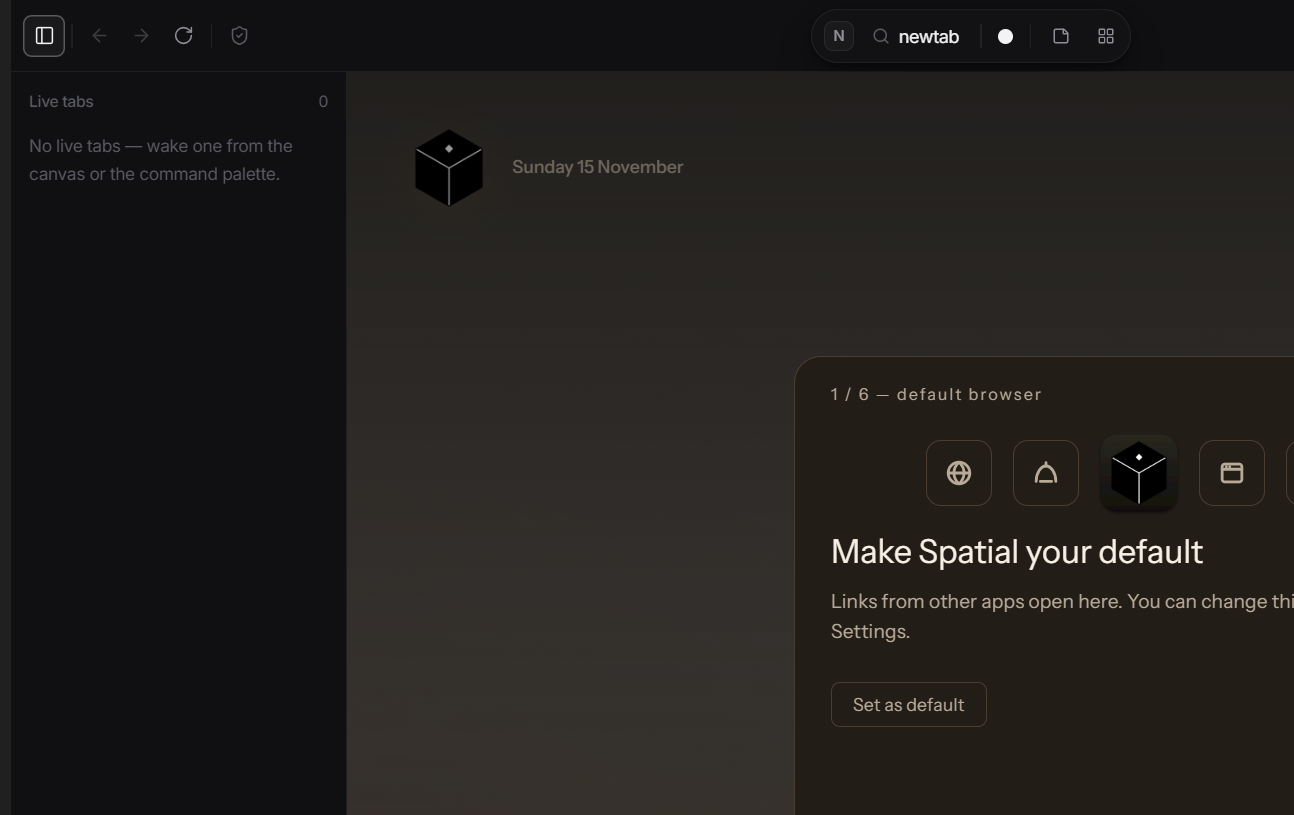 N newtab
Live tabs 0
No live tabs — wake one from the
canvas or the command palette.
Sunday 15 November
1 / 6 — default browser
Make Spatial your default
Links from other apps open here. You can change thi
Settings.
Set as default